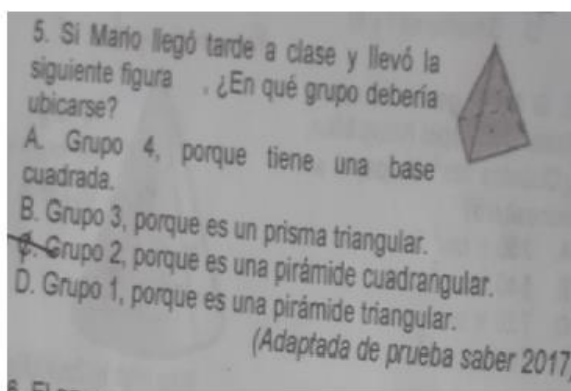 5. Si Mario llegó tarde a clase y llevó la
siguiente figura . ¿En qué grupo debería
ubicarse?
A. Grupo 4, porque tiene una base
cuadrada.
B. Grupo 3, porque es un prisma triangular.
C. Grupo 2, porque es una pirámide cuadrangular.
D. Grupo 1, porque es una pirámide triangular.
(Adaptada de prueba saber 2017)